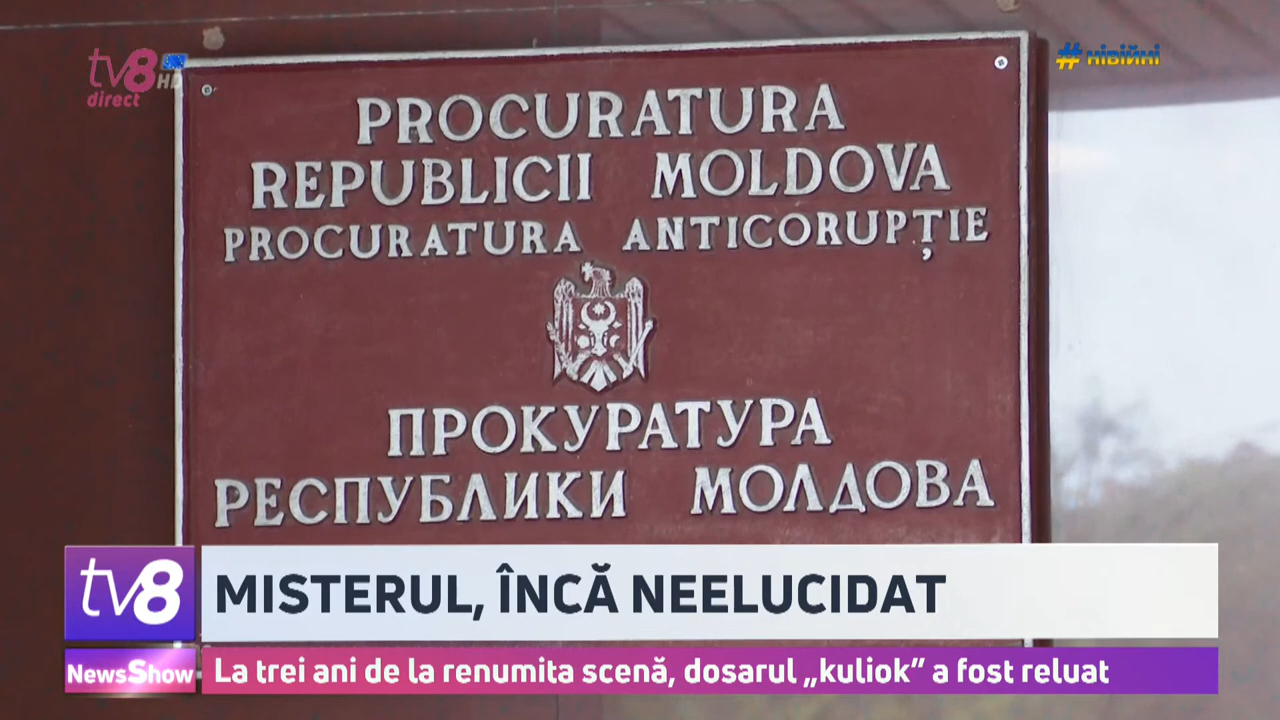 tv8 HD
direct
#нівійні
PROCURATURA
REPUBLICII MOLDOVA
PROCURATURA ANTICORUPȚIE
ПРОКУРАТУРА
РЕСПУБЛИКИ МОЛДОВА
tv8
MISTERUL, ÎNCĂ NEELUCIDAT
NewsShow
La trei ani de la renumita scenă, dosarul „kuliok” a fost reluat